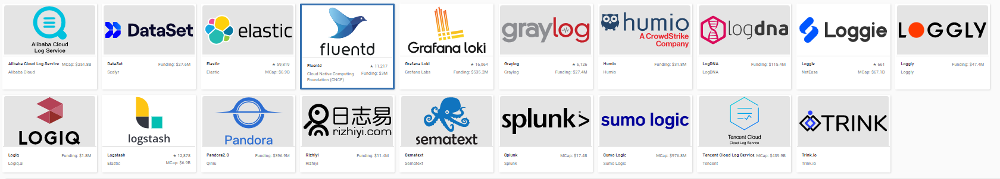 Alibaba Cloud
Log Service
Alibaba Cloud Log Service MCap: $251.8B
Alibaba Cloud
DataSet
DataSet Funding: $27.6M
Scalyr
elastic
Elastic ★ 59,819
Elastic MCap: $6.9B
fluentd
Fluentd ★ 11,217
Cloud Native Computing Funding: $3M
Foundation (CNCF)
Grafana loki
Grafana Loki ★ 16,064
Grafana Labs Funding: $535.2M
graylog
Graylog ★ 6,126
Graylog Funding: $27.4M
humio
A CrowdStrike
Company
Humio Funding: $31.8M
Humio
logdna
LogDNA Funding: $115.4M
LogDNA
Loggie
Loggie ★ 661
NetEase MCap: $67.1B
LOGGLY
Loggly Funding: $47.4M
Loggly
LOGIQ
Logiq Funding: $1.8M
Logiq.ai
logstash
Logstash ★ 12,878
Elastic MCap: $6.9B
Pandora
Pandora2.0 Funding: $396.9M
Qiniu
日志易
rizhiyi.com
Rizhiyi Funding: $11.4M
Rizhiyi
sematext
Sematext
Sematext
splunk>
Splunk MCap: $17.4B
Splunk
sumo logic
Sumo Logic MCap: $976.8M
Sumo Logic
Tencent Cloud
Cloud Log Service
Tencent Cloud Log Service MCap: $439.9B
Tencent
TRINK
Trink.io
Trink.io